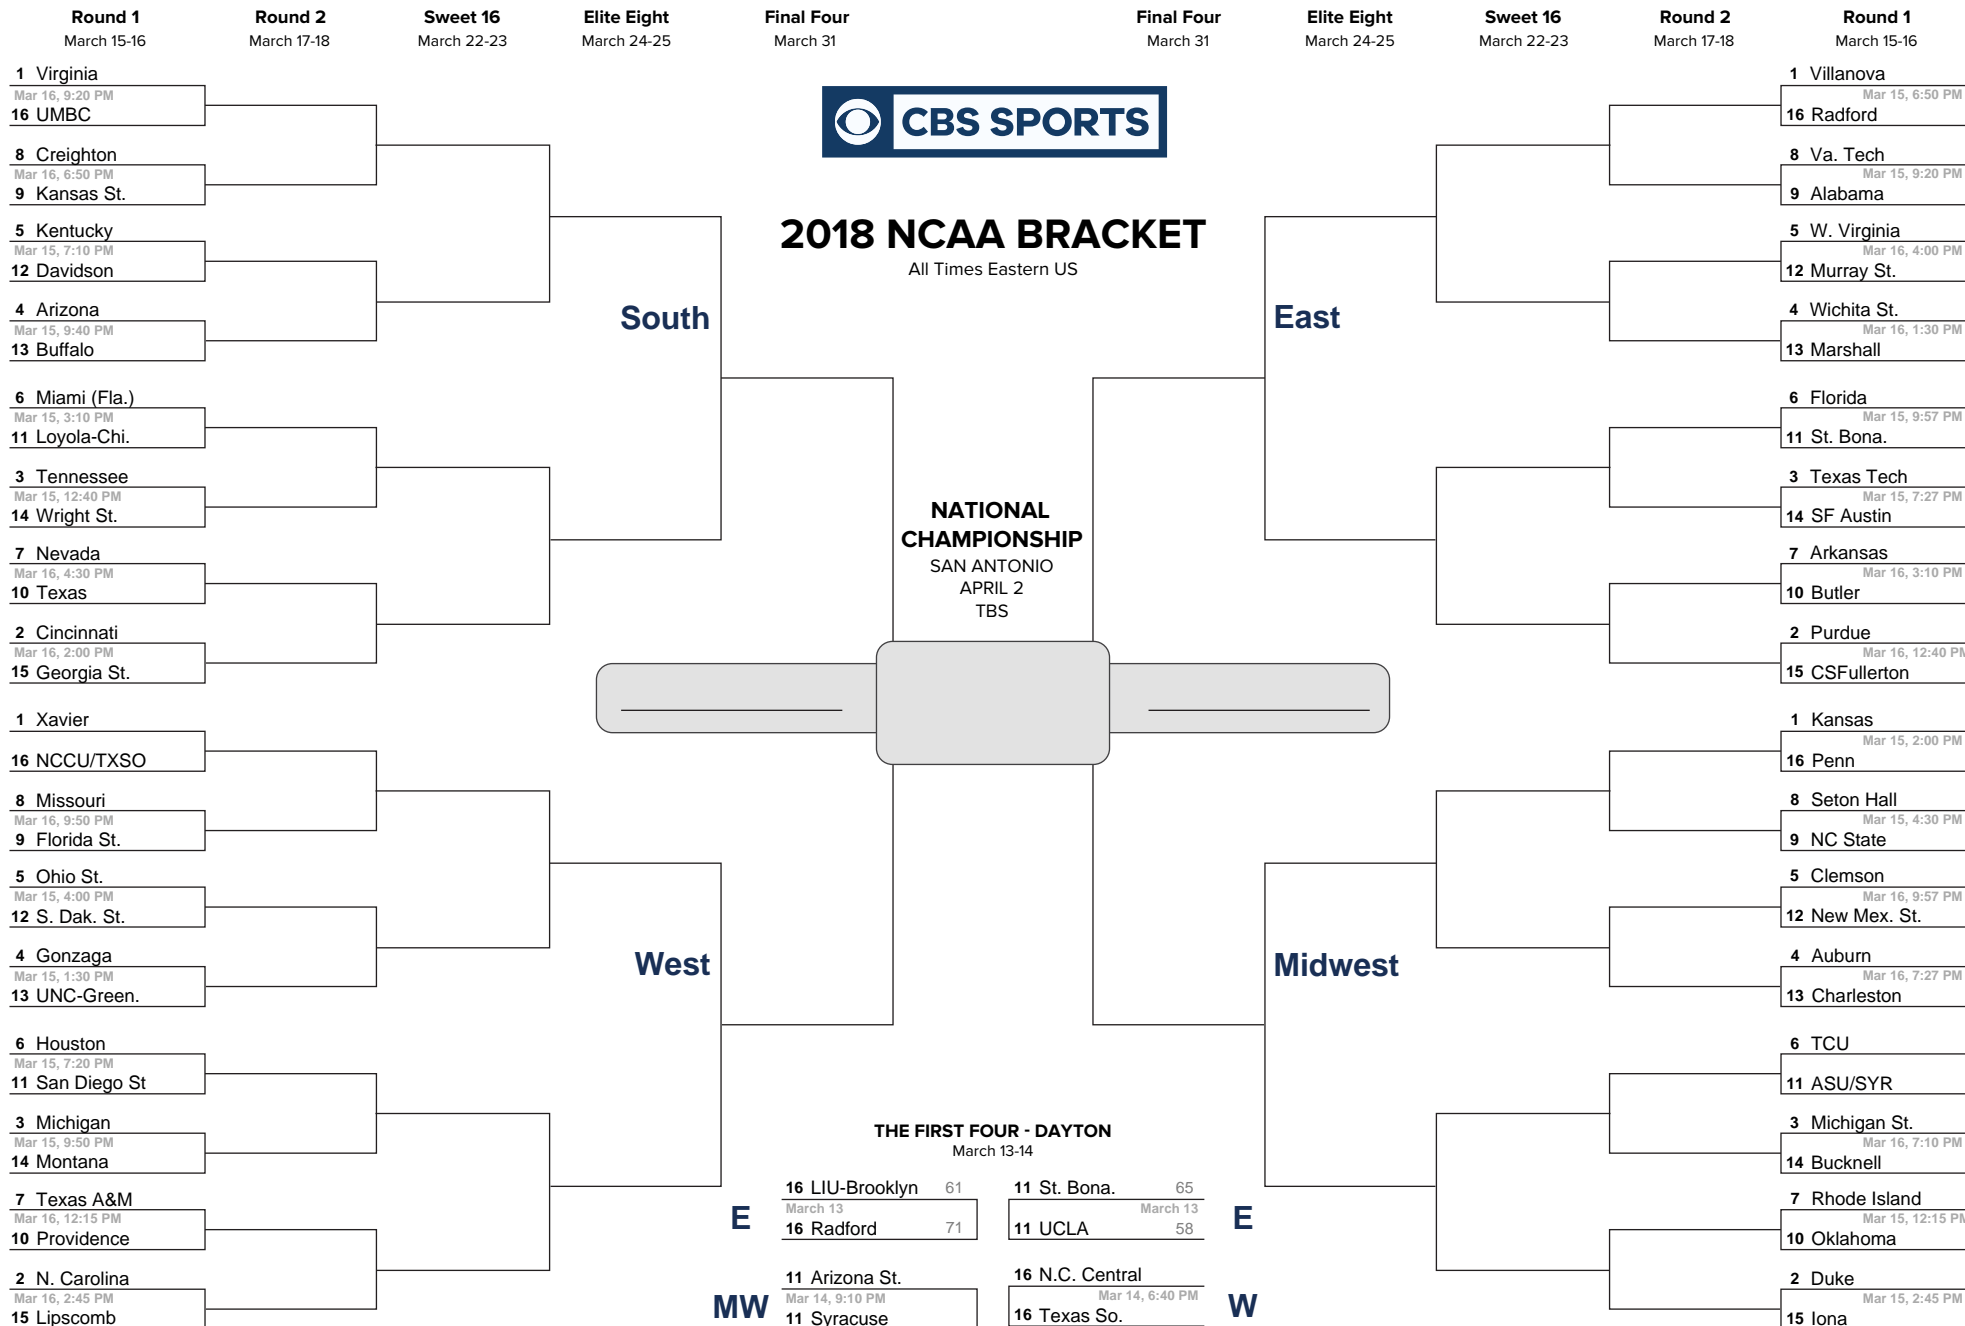 Round 1
March 15-16
Round 2
March 17-18
Sweet 16
March 22-23
Elite Eight
March 24-25
Final Four
March 31
Final Four
March 31
Elite Eight
March 24-25
Sweet 16
March 22-23
Round 2
March 17-18
Round 1
March 15-16
CBS SPORTS
2018 NCAA BRACKET
All Times Eastern US
South
1 Virginia
Mar 16, 9:20 PM
16 UMBC
8 Creighton
Mar 16, 6:50 PM
9 Kansas St.
5 Kentucky
Mar 15, 7:10 PM
12 Davidson
4 Arizona
Mar 15, 9:40 PM
13 Buffalo
6 Miami (Fla.)
Mar 15, 3:10 PM
11 Loyola-Chi.
3 Tennessee
Mar 15, 12:40 PM
14 Wright St.
7 Nevada
Mar 16, 4:30 PM
10 Texas
2 Cincinnati
Mar 16, 2:00 PM
15 Georgia St.
West
1 Xavier
16 NCCU/TXSO
8 Missouri
Mar 16, 9:50 PM
9 Florida St.
5 Ohio St.
Mar 15, 4:00 PM
12 S. Dak. St.
4 Gonzaga
Mar 15, 1:30 PM
13 UNC-Green.
6 Houston
Mar 15, 7:20 PM
11 San Diego St
3 Michigan
Mar 15, 9:50 PM
14 Montana
7 Texas A&M
Mar 16, 12:15 PM
10 Providence
2 N. Carolina
Mar 16, 2:45 PM
15 Lipscomb
NATIONAL
CHAMPIONSHIP
SAN ANTONIO
APRIL 2
TBS
East
1 Villanova
Mar 15, 6:50 PM
16 Radford
8 Va. Tech
Mar 15, 9:20 PM
9 Alabama
5 W. Virginia
Mar 16, 4:00 PM
12 Murray St.
4 Wichita St.
Mar 16, 1:30 PM
13 Marshall
6 Florida
Mar 15, 9:57 PM
11 St. Bona.
3 Texas Tech
Mar 15, 7:27 PM
14 SF Austin
7 Arkansas
Mar 16, 3:10 PM
10 Butler
2 Purdue
Mar 16, 12:40 PM
15 CSFullerton
Midwest
1 Kansas
Mar 15, 2:00 PM
16 Penn
8 Seton Hall
Mar 15, 4:30 PM
9 NC State
5 Clemson
Mar 16, 9:57 PM
12 New Mex. St.
4 Auburn
Mar 16, 7:27 PM
13 Charleston
6 TCU
11 ASU/SYR
3 Michigan St.
Mar 16, 7:10 PM
14 Bucknell
7 Rhode Island
Mar 15, 12:15 PM
10 Oklahoma
2 Duke
Mar 15, 2:45 PM
15 Iona
THE FIRST FOUR - DAYTON
March 13-14
E
16 LIU-Brooklyn 61
March 13
16 Radford 71
11 St. Bona. 65
March 13
11 UCLA 58
E
MW
11 Arizona St.
Mar 14, 9:10 PM
11 Syracuse
16 N.C. Central
Mar 14, 6:40 PM
16 Texas So.
W